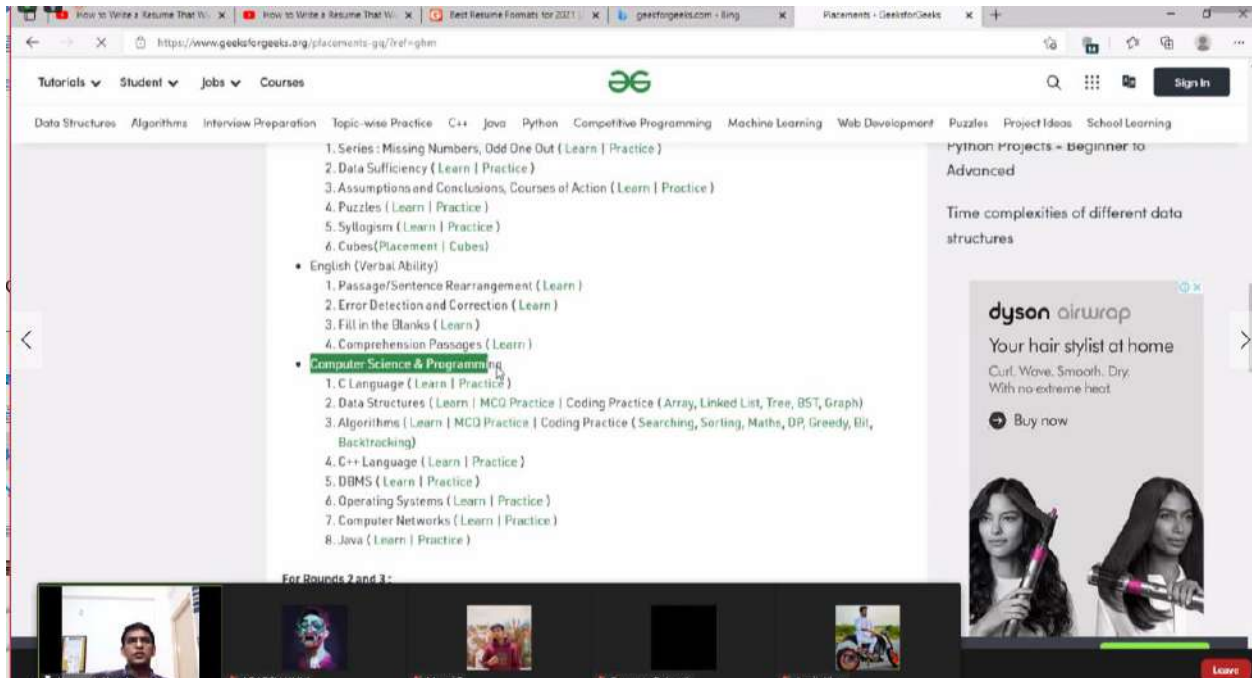 How to Write a Resume That Wi
How to Write a Resume That Wi
Best Resume Formats for 2021
geesforgeeks.com - Bing
Placements - GeeksforGeeks
https://www.geeksforgeeks.org/placements-gq/?ref=ghm
Tutorials
Student
Jobs
Courses
Sign In
Data Structures
Algorithms
Interview Preparation
Topic-wise Practice
C++
Java
Python
Competitive Programming
Machine Learning
Web Development
Puzzles
Project Ideas
School Learning
1. Series : Missing Numbers, Odd One Out ( Learn | Practice )
2. Data Sufficiency ( Learn | Practice )
3. Assumptions and Conclusions, Courses of Action ( Learn | Practice )
4. Puzzles ( Learn | Practice )
5. Syllogism ( Learn | Practice )
6. Cubes(Placement | Cubes)
• English (Verbal Ability)
1. Passage/Sentence Rearrangement ( Learn )
2. Error Detection and Correction ( Learn )
3. Fill in the Blanks ( Learn )
4. Comprehension Passages ( Learn )
• Computer Science & Programming
1. C Language ( Learn | Practice )
2. Data Structures ( Learn | MCQ Practice | Coding Practice ( Array, Linked List, Tree, BST, Graph)
3. Algorithms ( Learn | MCQ Practice | Coding Practice ( Searching, Sorting, Maths, DP, Greedy, Bit,
Backtracking)
4. C++ Language ( Learn | Practice )
5. DBMS ( Learn | Practice )
6. Operating Systems ( Learn | Practice )
7. Computer Networks ( Learn | Practice )
8. Java ( Learn | Practice )
For Rounds 2 and 3 :
Python Projects - Beginner to
Advanced
Time complexities of different data
structures
dyson airwrap
Your hair stylist at home
Curl. Wave. Smooth. Dry.
With no extreme heat
Buy now
Leave